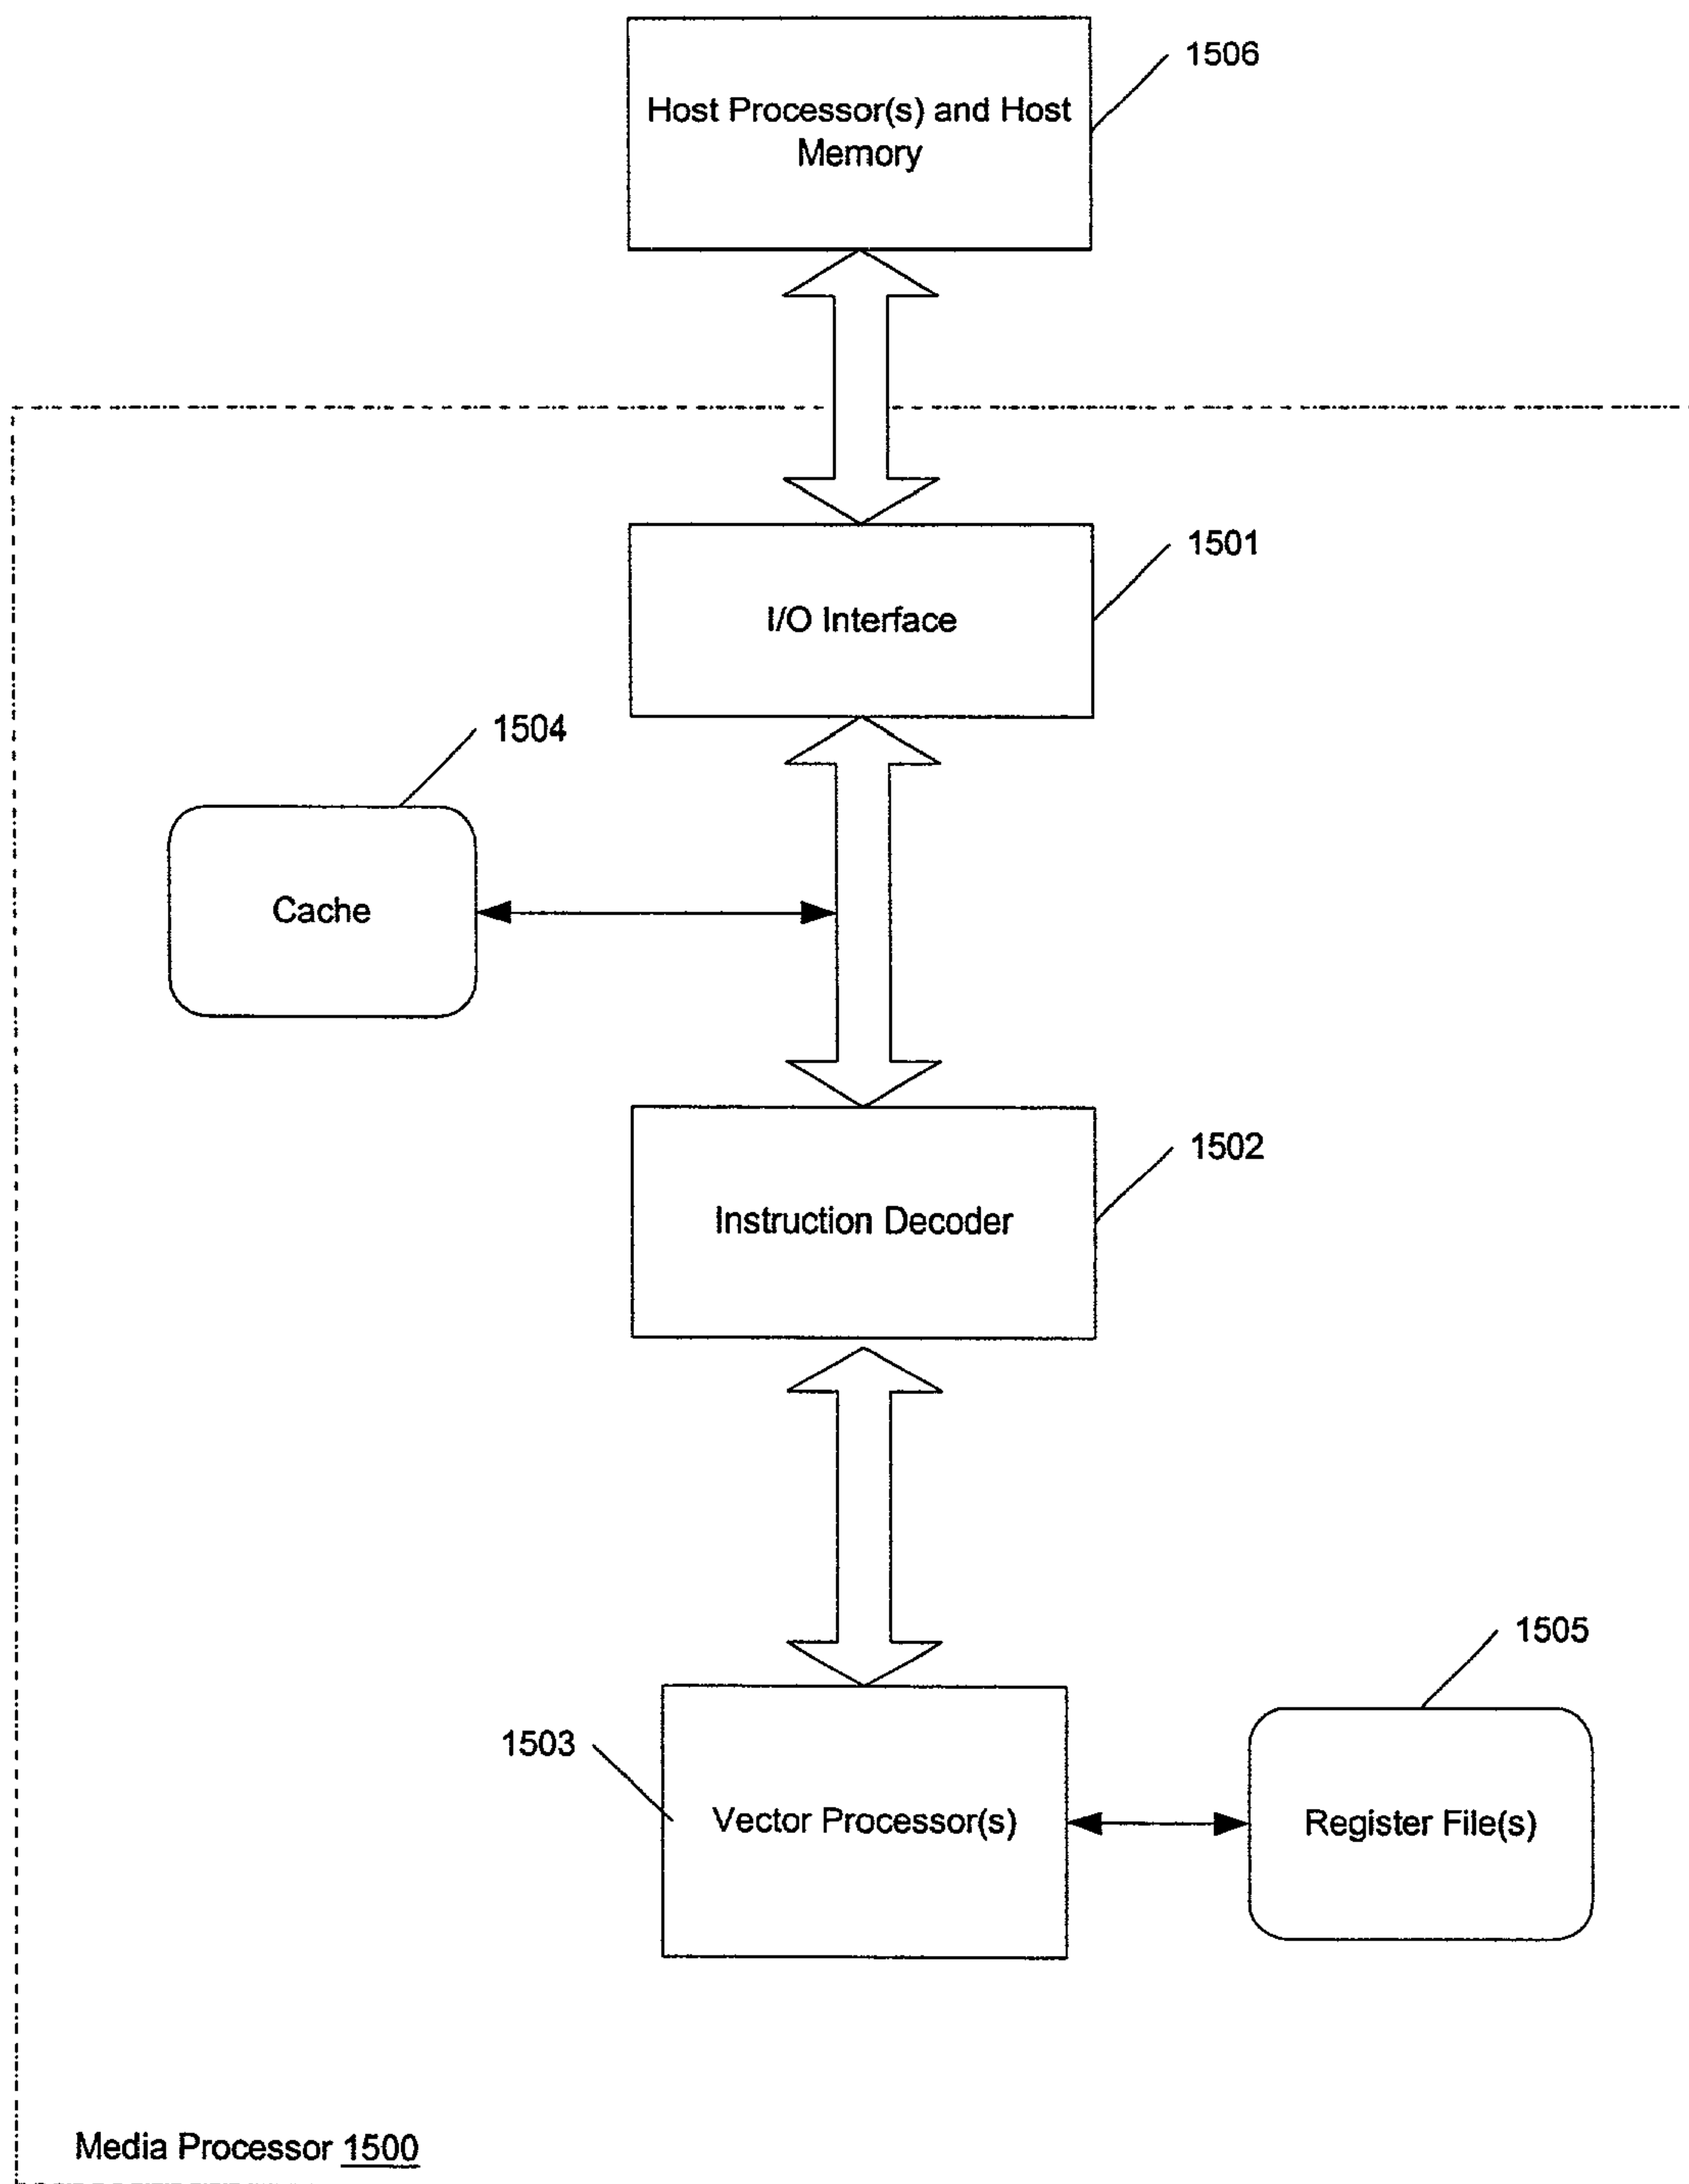 1506
Host Processor(s) and Host
Memory
1501
I/O Interface
1504
Cache
1502
Instruction Decoder
1505
1503
Vector Processor(s)
Register File(s)
Media Processor 1500